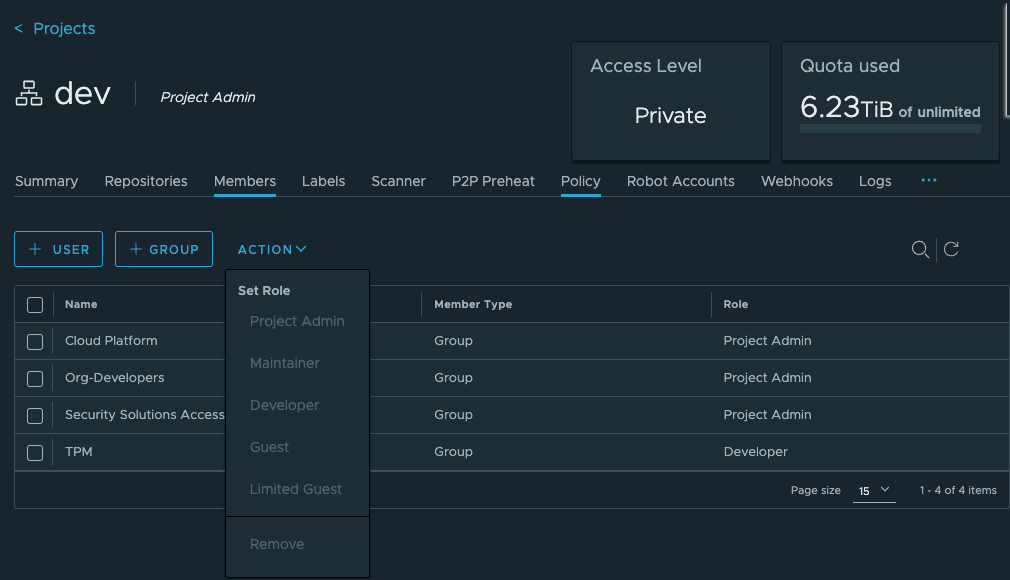 < Projects
dev
Project Admin
Access Level
Private
Quota used
6.23TiB of unlimited
Summary Repositories Members Labels Scanner P2P Preheat Policy Robot Accounts Webhooks Logs ...
+ USER + GROUP ACTION
Set Role
Project Admin
Maintainer
Developer
Guest
Limited Guest
Remove
Name Member Type Role
Cloud Platform Group Project Admin
Org-Developers Group Project Admin
Security Solutions Access Group Project Admin
TPM Group Developer
Page size 15 1 - 4 of 4 items